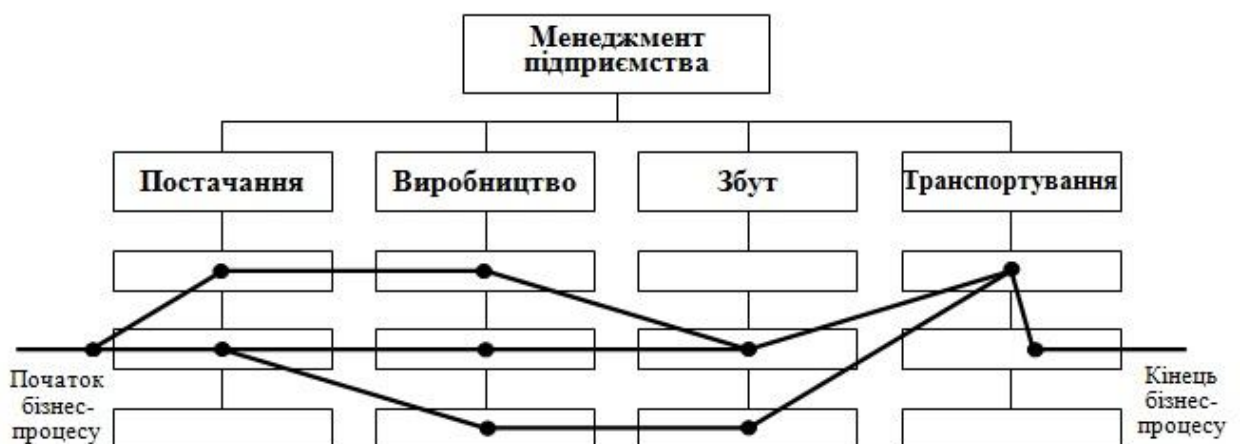 Менеджмент
підприємства
Постачання
Виробництво
Збут
Транспортування
Початок
бізнес-
процесу
Кінець
бізнес-
процесу